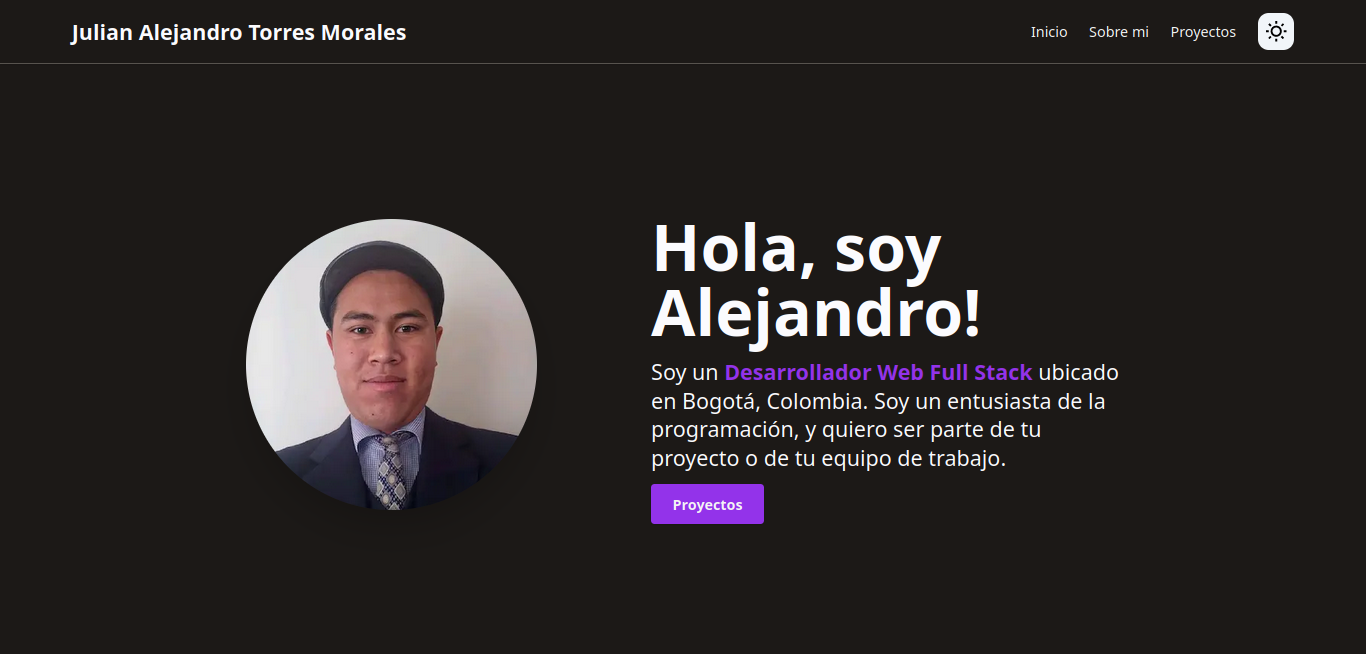 Julian Alejandro Torres Morales
Inicio Sobre mi Proyectos
Hola, soy
Alejandro!
Soy un Desarrollador Web Full Stack ubicado
en Bogotá, Colombia. Soy un entusiasta de la
programación, y quiero ser parte de tu
proyecto o de tu equipo de trabajo.
Proyectos